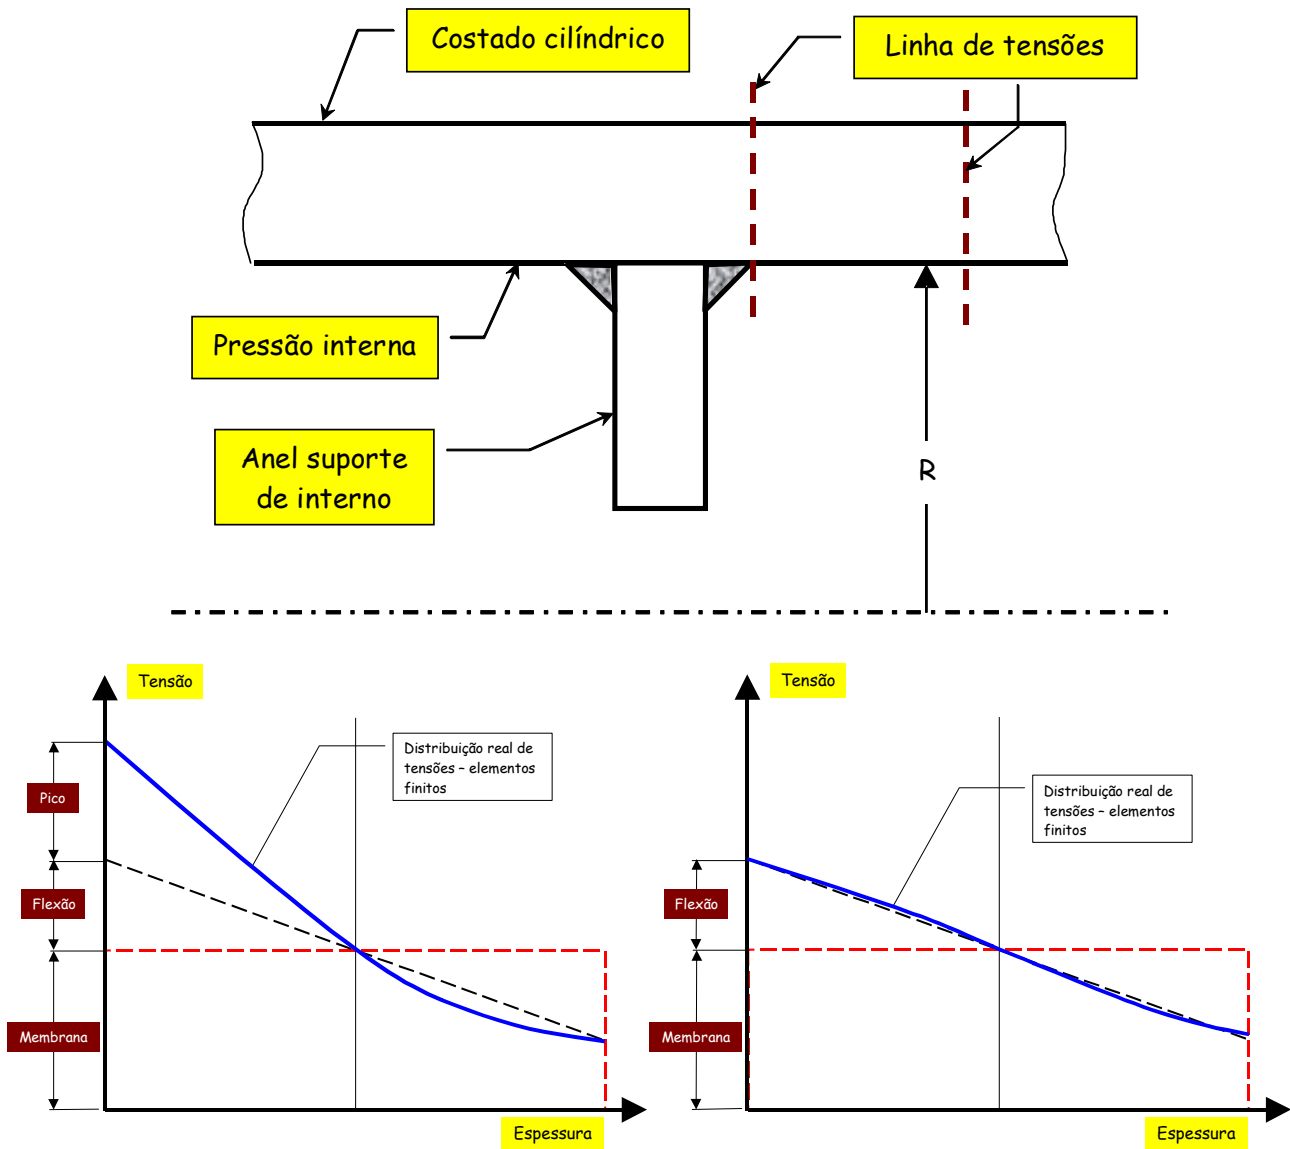 Costado cilíndrico
Linha de tensões
Pressão interna
Anel suporte
de interno
R
Tensão
Distribuição real de
tensões – elementos
finitos
Pico
Flexão
Membrana
Espessura
Tensão
Distribuição real de
tensões – elementos
finitos
Flexão
Membrana
Espessura